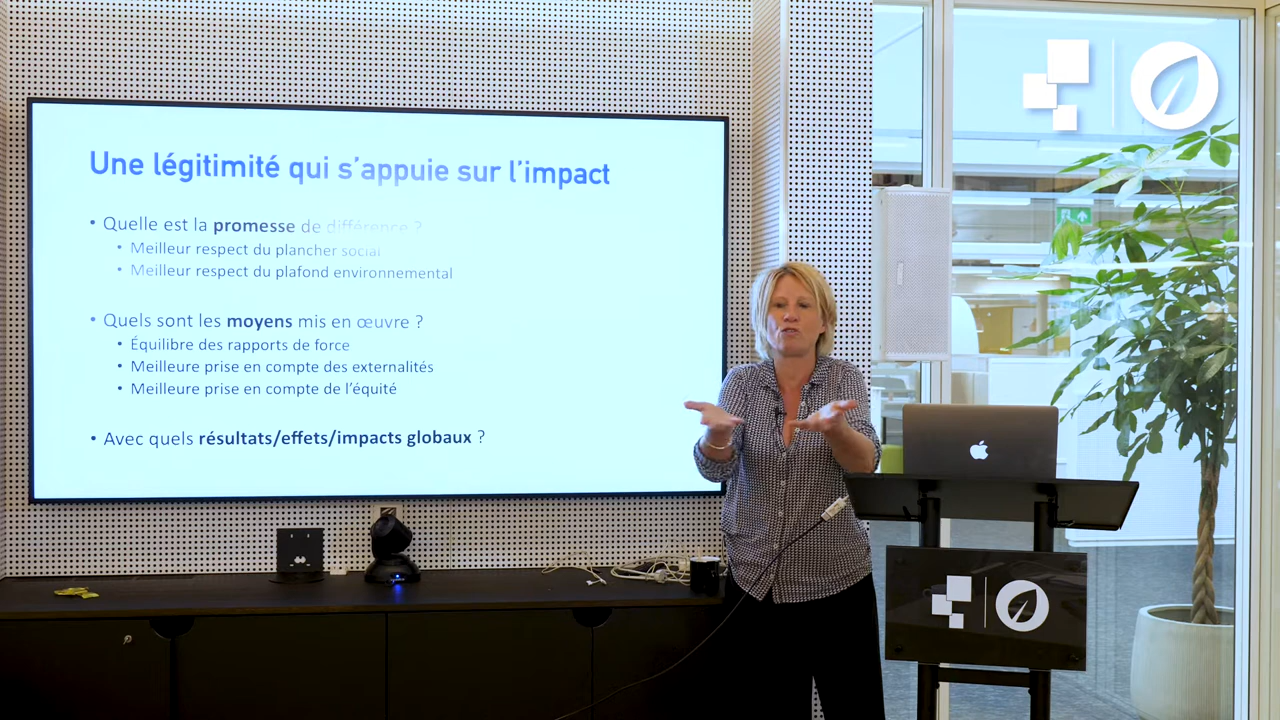 Une légitimité qui s'appuie sur l'impact
• Quelle est la promesse de différence ?
• Meilleur respect du plancher social
• Meilleur respect du plafond environnemental
• Quels sont les moyens mis en œuvre ?
• Équilibre des rapports de force
• Meilleure prise en compte des externalités
• Meilleure prise en compte de l'équité
• Avec quels résultats/effets/impacts globaux ?